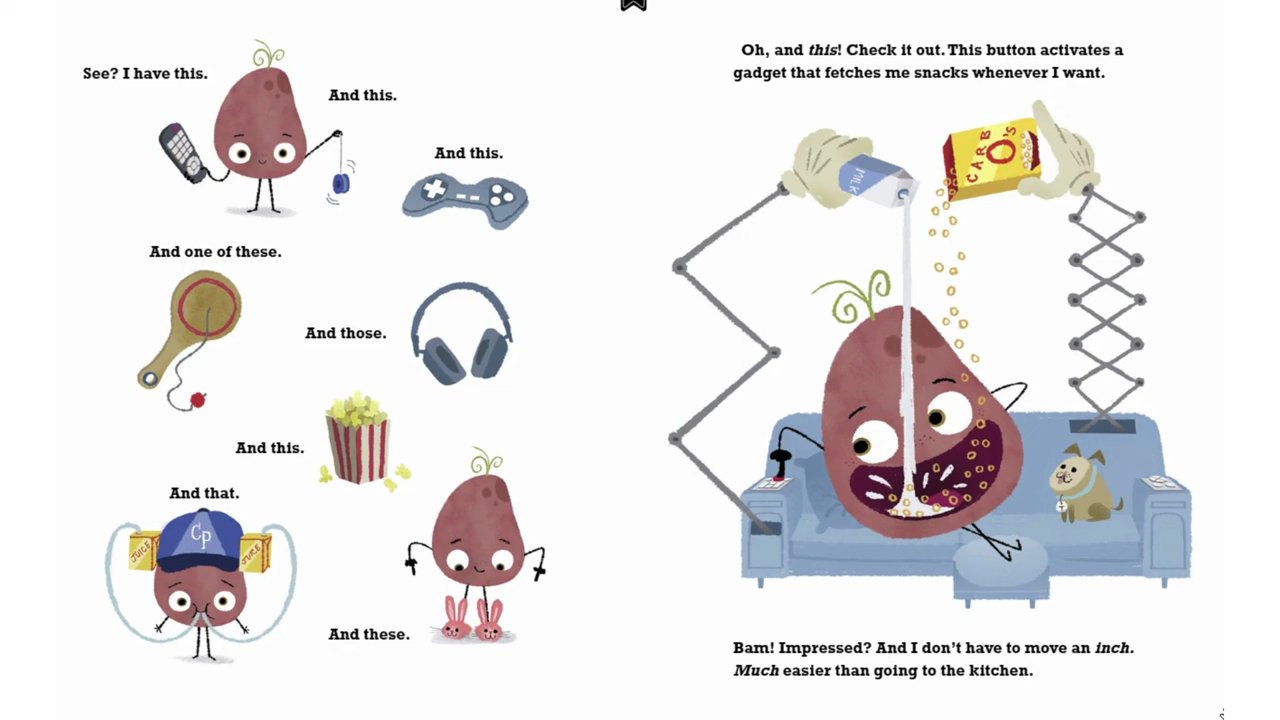 See? I have this.
And this.
And this.
And one of these.
And those.
And this.
And that.
JUICE
Cp
JUICE
And these.
Oh, and this! Check it out. This button activates a
gadget that fetches me snacks whenever I want.
MILK
CARB
O's
Bam! Impressed? And I don't have to move an inch.
Much easier than going to the kitchen.